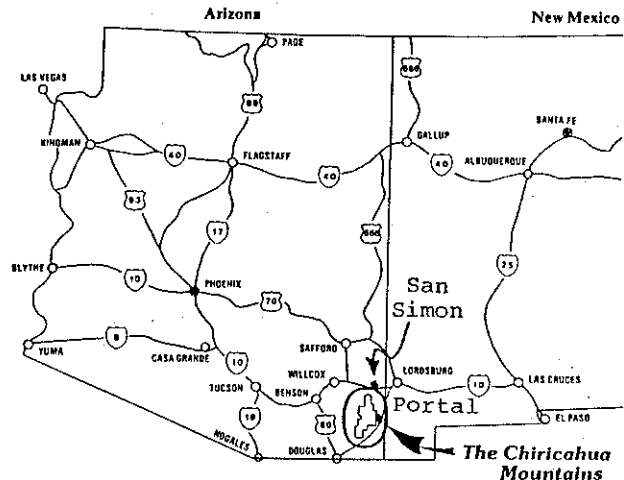 Arizona
New Mexico
PAGE
666
LAS VEGAS
89
SANTA FE
KINGMAN
GALLUP
40
FLAGSTAFF
40
40
ALBUQUERQUE
93
17
666
25
BLYTHE
10
PHOENIX
70
San
Simon
SAFFORD
YUMA
8
CASA GRANDE
10
WILLCOX
LORDSBURG
10
LAS CRUCES
TUCSON
BENSON
Portal
EL PASO
19
80
NOGALES
DOUGLAS
The Chiricahua
Mountains